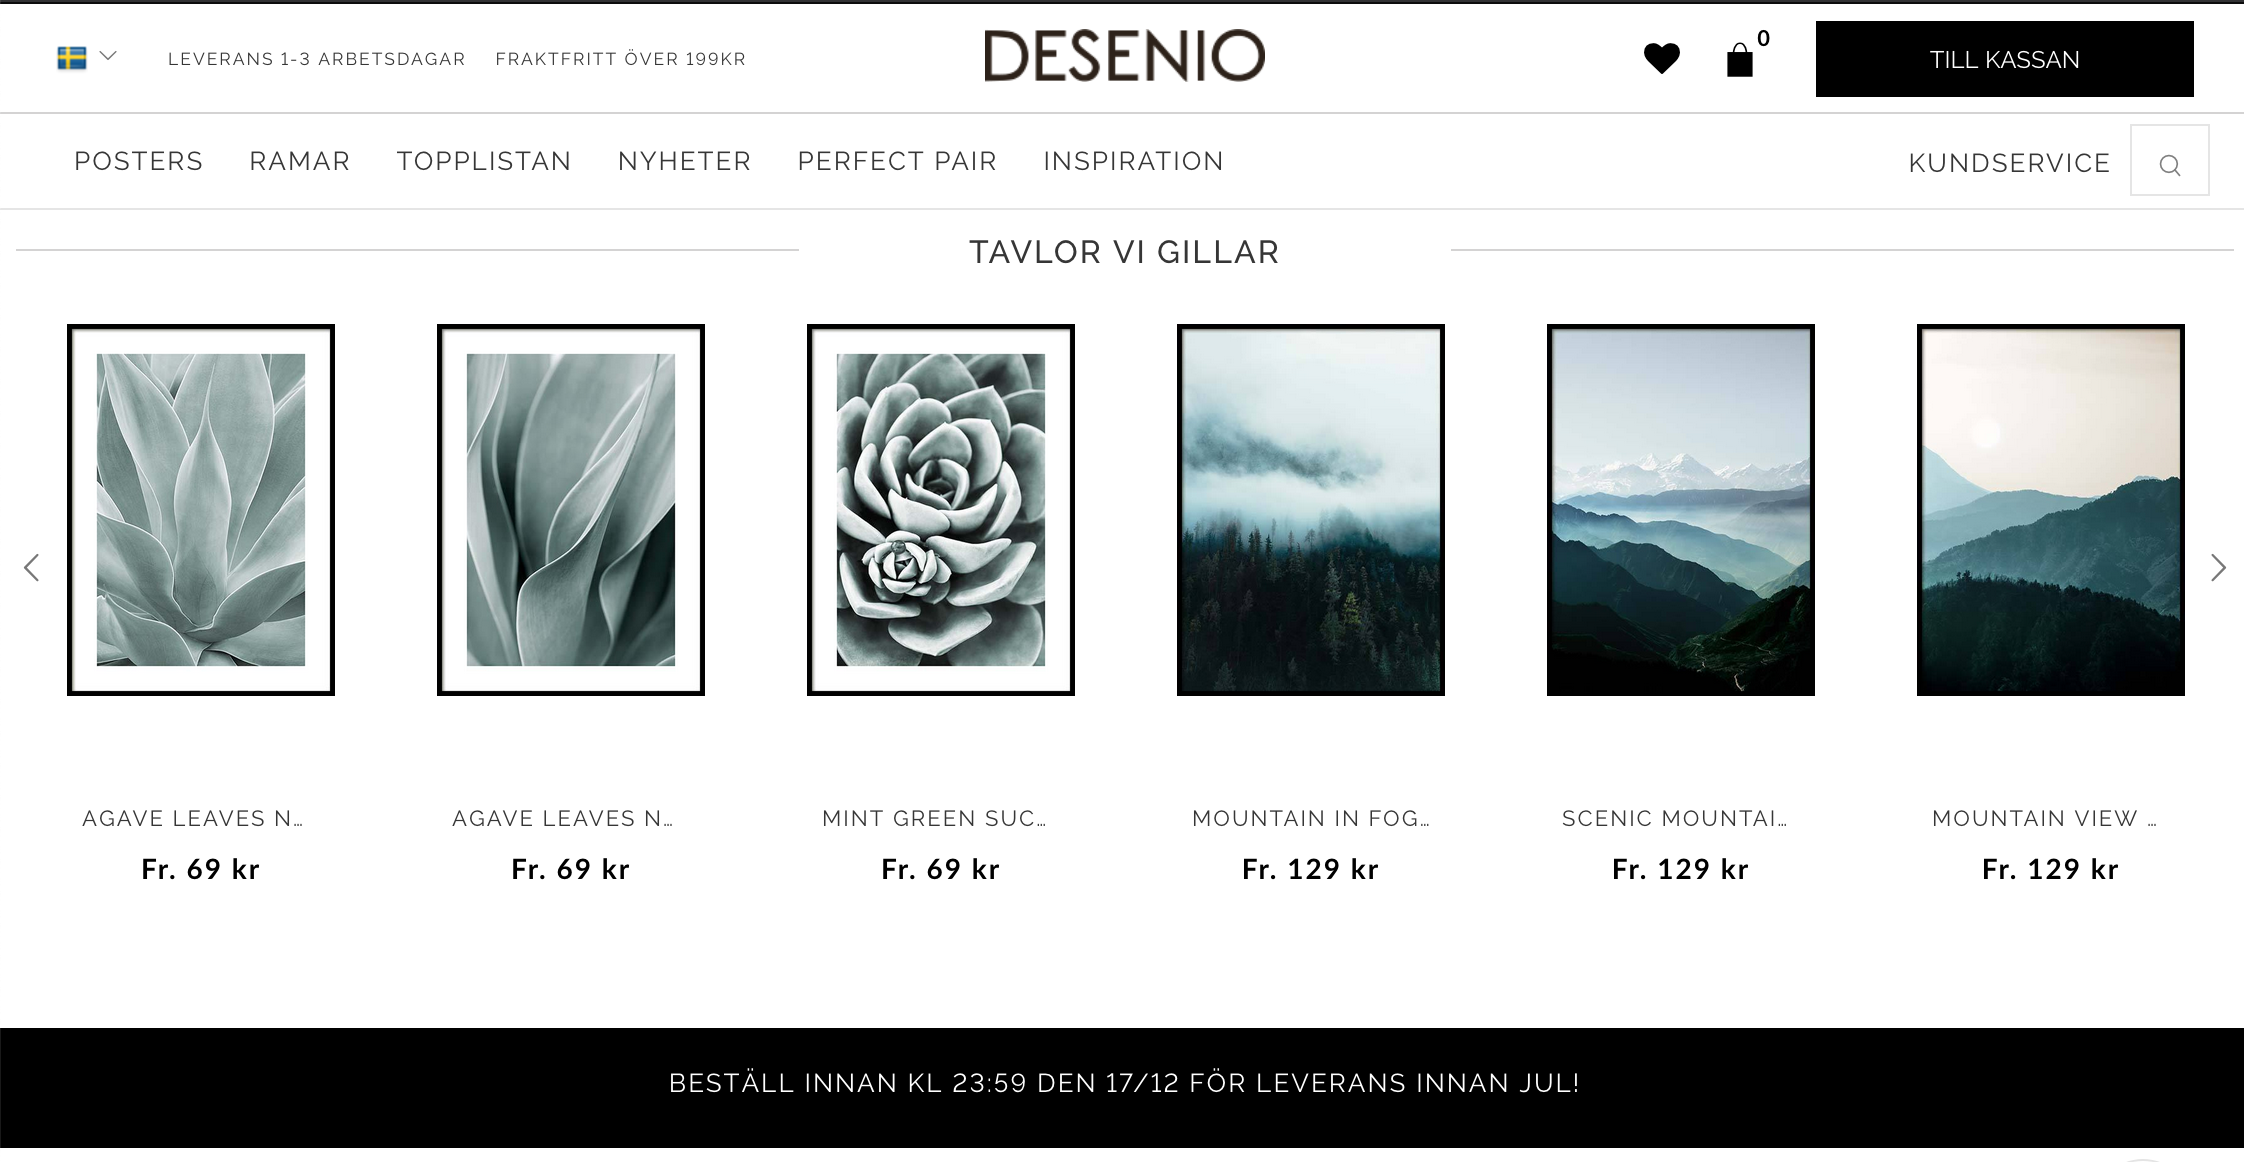 LEVERANS 1-3 ARBETSDAGAR FRAKTFRITT ÖVER 199KR DESENIO 0 TILL KASSAN
POSTERS RAMAR TOPPLISTAN NYHETER PERFECT PAIR INSPIRATION KUNDSERVICE
TAVLOR VI GILLAR
AGAVE LEAVES N… AGAVE LEAVES N… MINT GREEN SUC… MOUNTAIN IN FOG… SCENIC MOUNTAI… MOUNTAIN VIEW …
Fr. 69 kr Fr. 69 kr Fr. 69 kr Fr. 129 kr Fr. 129 kr Fr. 129 kr
BESTÄLL INNAN KL 23:59 DEN 17/12 FÖR LEVERANS INNAN JUL!